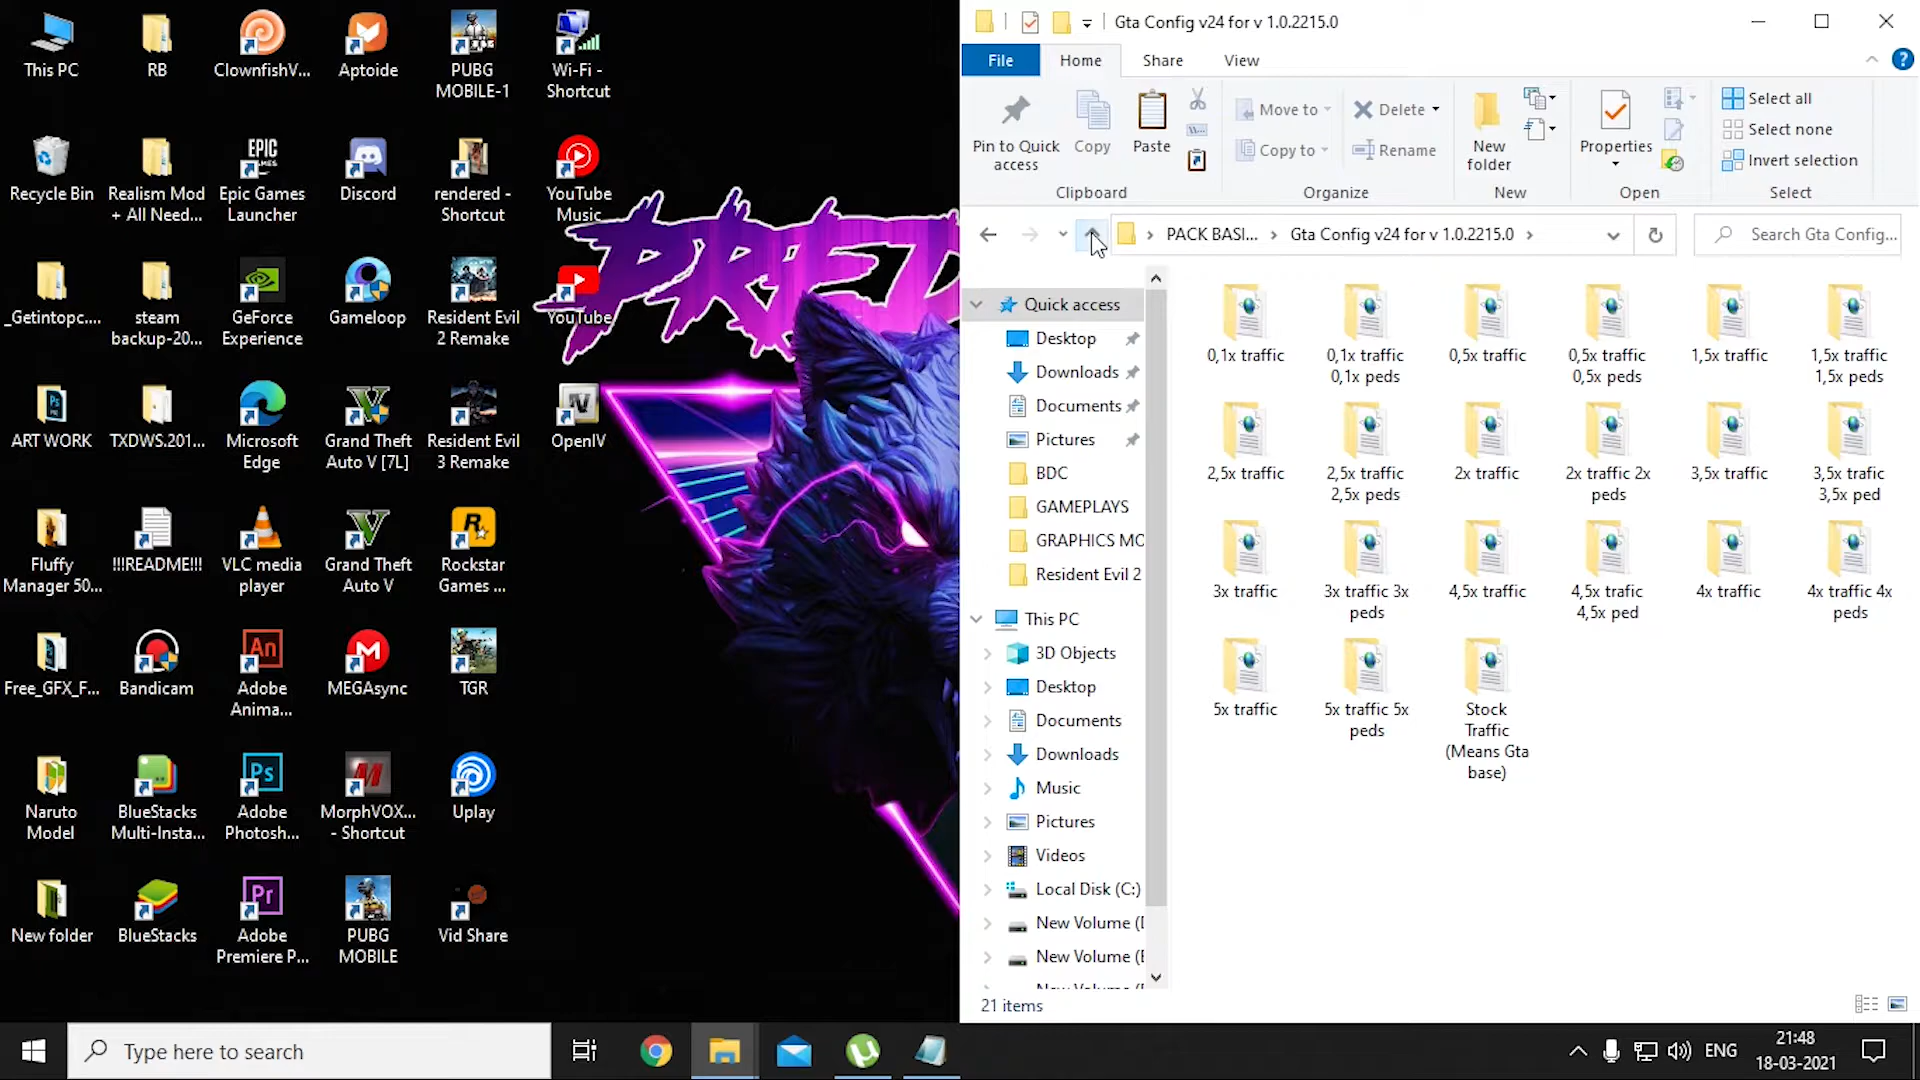 This PC
RB
ClownfishV...
Aptoide
PUBG
MOBILE-1
Wi-Fi -
Shortcut
Recycle Bin
Realism Mod
+ All Need...
Epic Games
Launcher
Discord
rendered -
Shortcut
YouTube
Music
_Getintopc....
steam
backup-20...
GeForce
Experience
Gameloop
Resident Evil
2 Remake
YouTube
ART WORK
TXDWS.201...
Microsoft
Edge
Grand Theft
Auto V [7L]
Resident Evil
3 Remake
OpenIV
Fluffy
Manager 50...
!!!README!!!
VLC media
player
Grand Theft
Auto V
Rockstar
Games ...
Free_GFX_F...
Bandicam
Adobe
Anima...
MEGAsync
TGR
Naruto
Model
BlueStacks
Multi-Insta...
Adobe
Photosh...
MorphVOX...
- Shortcut
Uplay
New folder
BlueStacks
Adobe
Premiere P...
PUBG
MOBILE
Vid Share
Gta Config v24 for v 1.0.2215.0
File
Home
Share
View
Pin to Quick
access
Copy
Paste
Move to
Copy to
Delete
Rename
New
folder
Properties
Select all
Select none
Invert selection
Clipboard
Organize
New
Open
Select
PACK BASI...
Gta Config v24 for v 1.0.2215.0
Search Gta Config...
Quick access
Desktop
Downloads
Documents
Pictures
BDC
GAMEPLAYS
GRAPHICS MO
Resident Evil 2
This PC
3D Objects
Desktop
Documents
Downloads
Music
Pictures
Videos
Local Disk (C:)
New Volume (
New Volume (
0,1x traffic
0,1x traffic
0,1x peds
0,5x traffic
0,5x traffic
0,5x peds
1,5x traffic
1,5x traffic
1,5x peds
2,5x traffic
2,5x traffic
2,5x peds
2x traffic
2x traffic 2x
peds
3,5x traffic
3,5x trafic
3,5x ped
3x traffic
3x traffic 3x
peds
4,5x traffic
4,5x trafic
4,5x ped
4x traffic
4x traffic 4x
peds
5x traffic
5x traffic 5x
peds
Stock
Traffic
(Means Gta
base)
21 items
Type here to search
ENG
21:48
18-03-2021